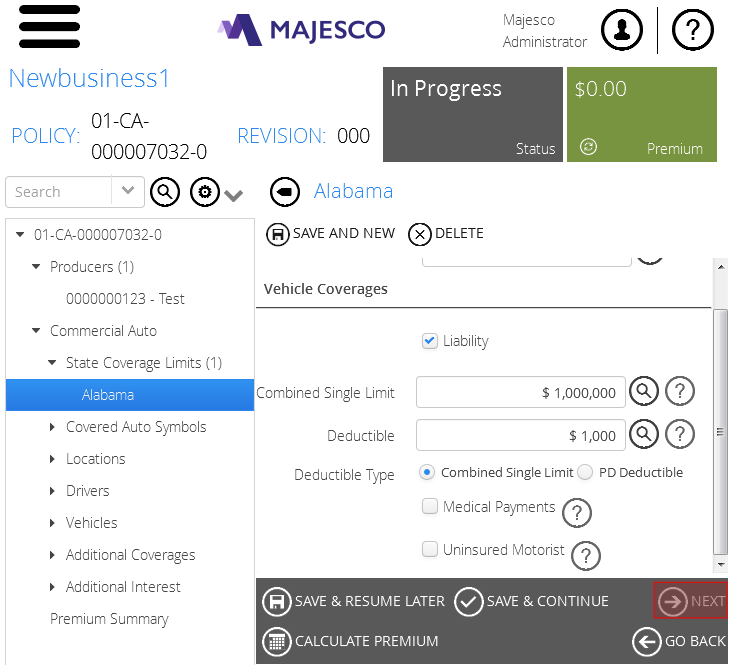 MAJESCO
Majesco
Administrator
?
Newbusiness1
POLICY: 01-CA-
000007032-0
REVISION: 000
In Progress
Status
$0.00
Premium
Search
Alabama
SAVE AND NEW DELETE
01-CA-000007032-0
Producers (1)
0000000123 - Test
Commercial Auto
State Coverage Limits (1)
Alabama
Covered Auto Symbols
Locations
Drivers
Vehicles
Additional Coverages
Additional Interest
Premium Summary
Vehicle Coverages
Liability
Combined Single Limit $ 1,000,000 ?
Deductible $ 1,000 ?
Deductible Type Combined Single Limit PD Deductible
Medical Payments ?
Uninsured Motorist ?
SAVE & RESUME LATER SAVE & CONTINUE NEXT
CALCULATE PREMIUM GO BACK